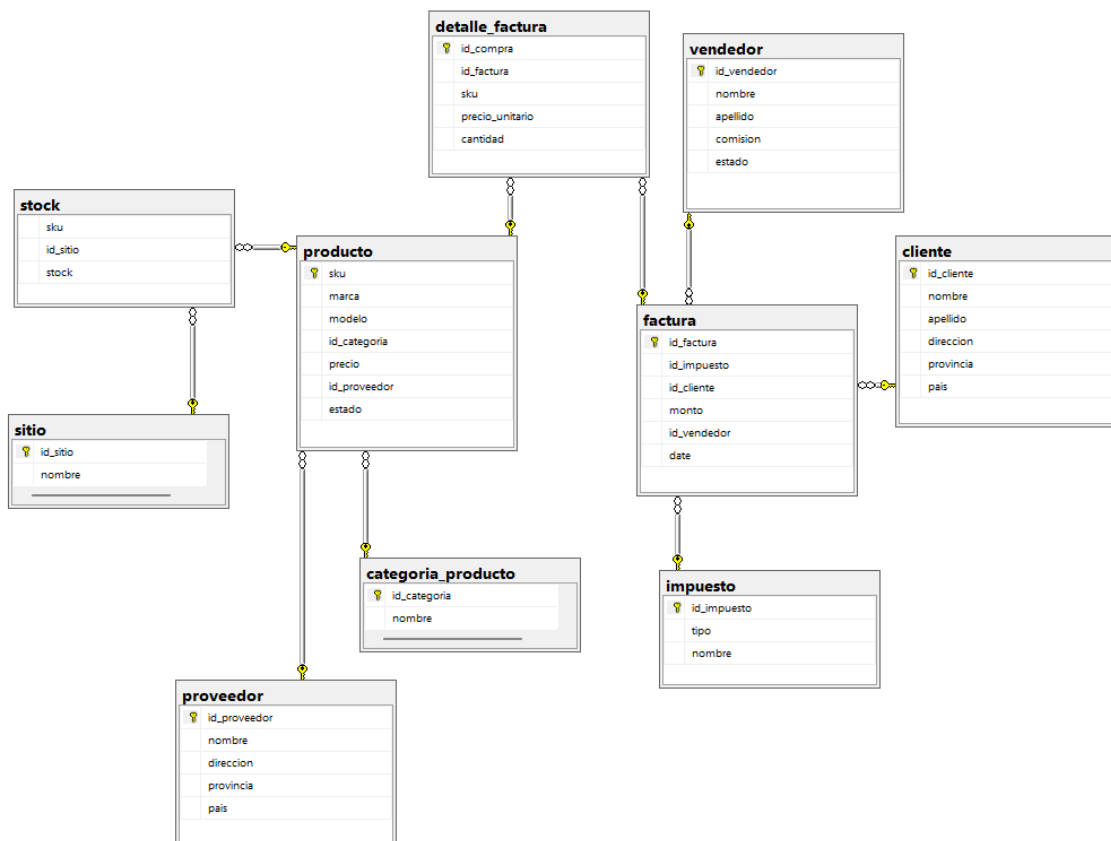 detalle_factura
id_compra
id_factura
sku
precio_unitario
cantidad
vendedor
id_vendedor
nombre
apellido
comision
estado
stock
sku
id_sitio
stock
producto
sku
marca
modelo
id_categoria
precio
id_proveedor
estado
cliente
id_cliente
nombre
apellido
direccion
provincia
pais
factura
id_factura
id_impuesto
id_cliente
monto
id_vendedor
date
sitio
id_sitio
nombre
categoria_producto
id_categoria
nombre
impuesto
id_impuesto
tipo
nombre
proveedor
id_proveedor
nombre
direccion
provincia
pais